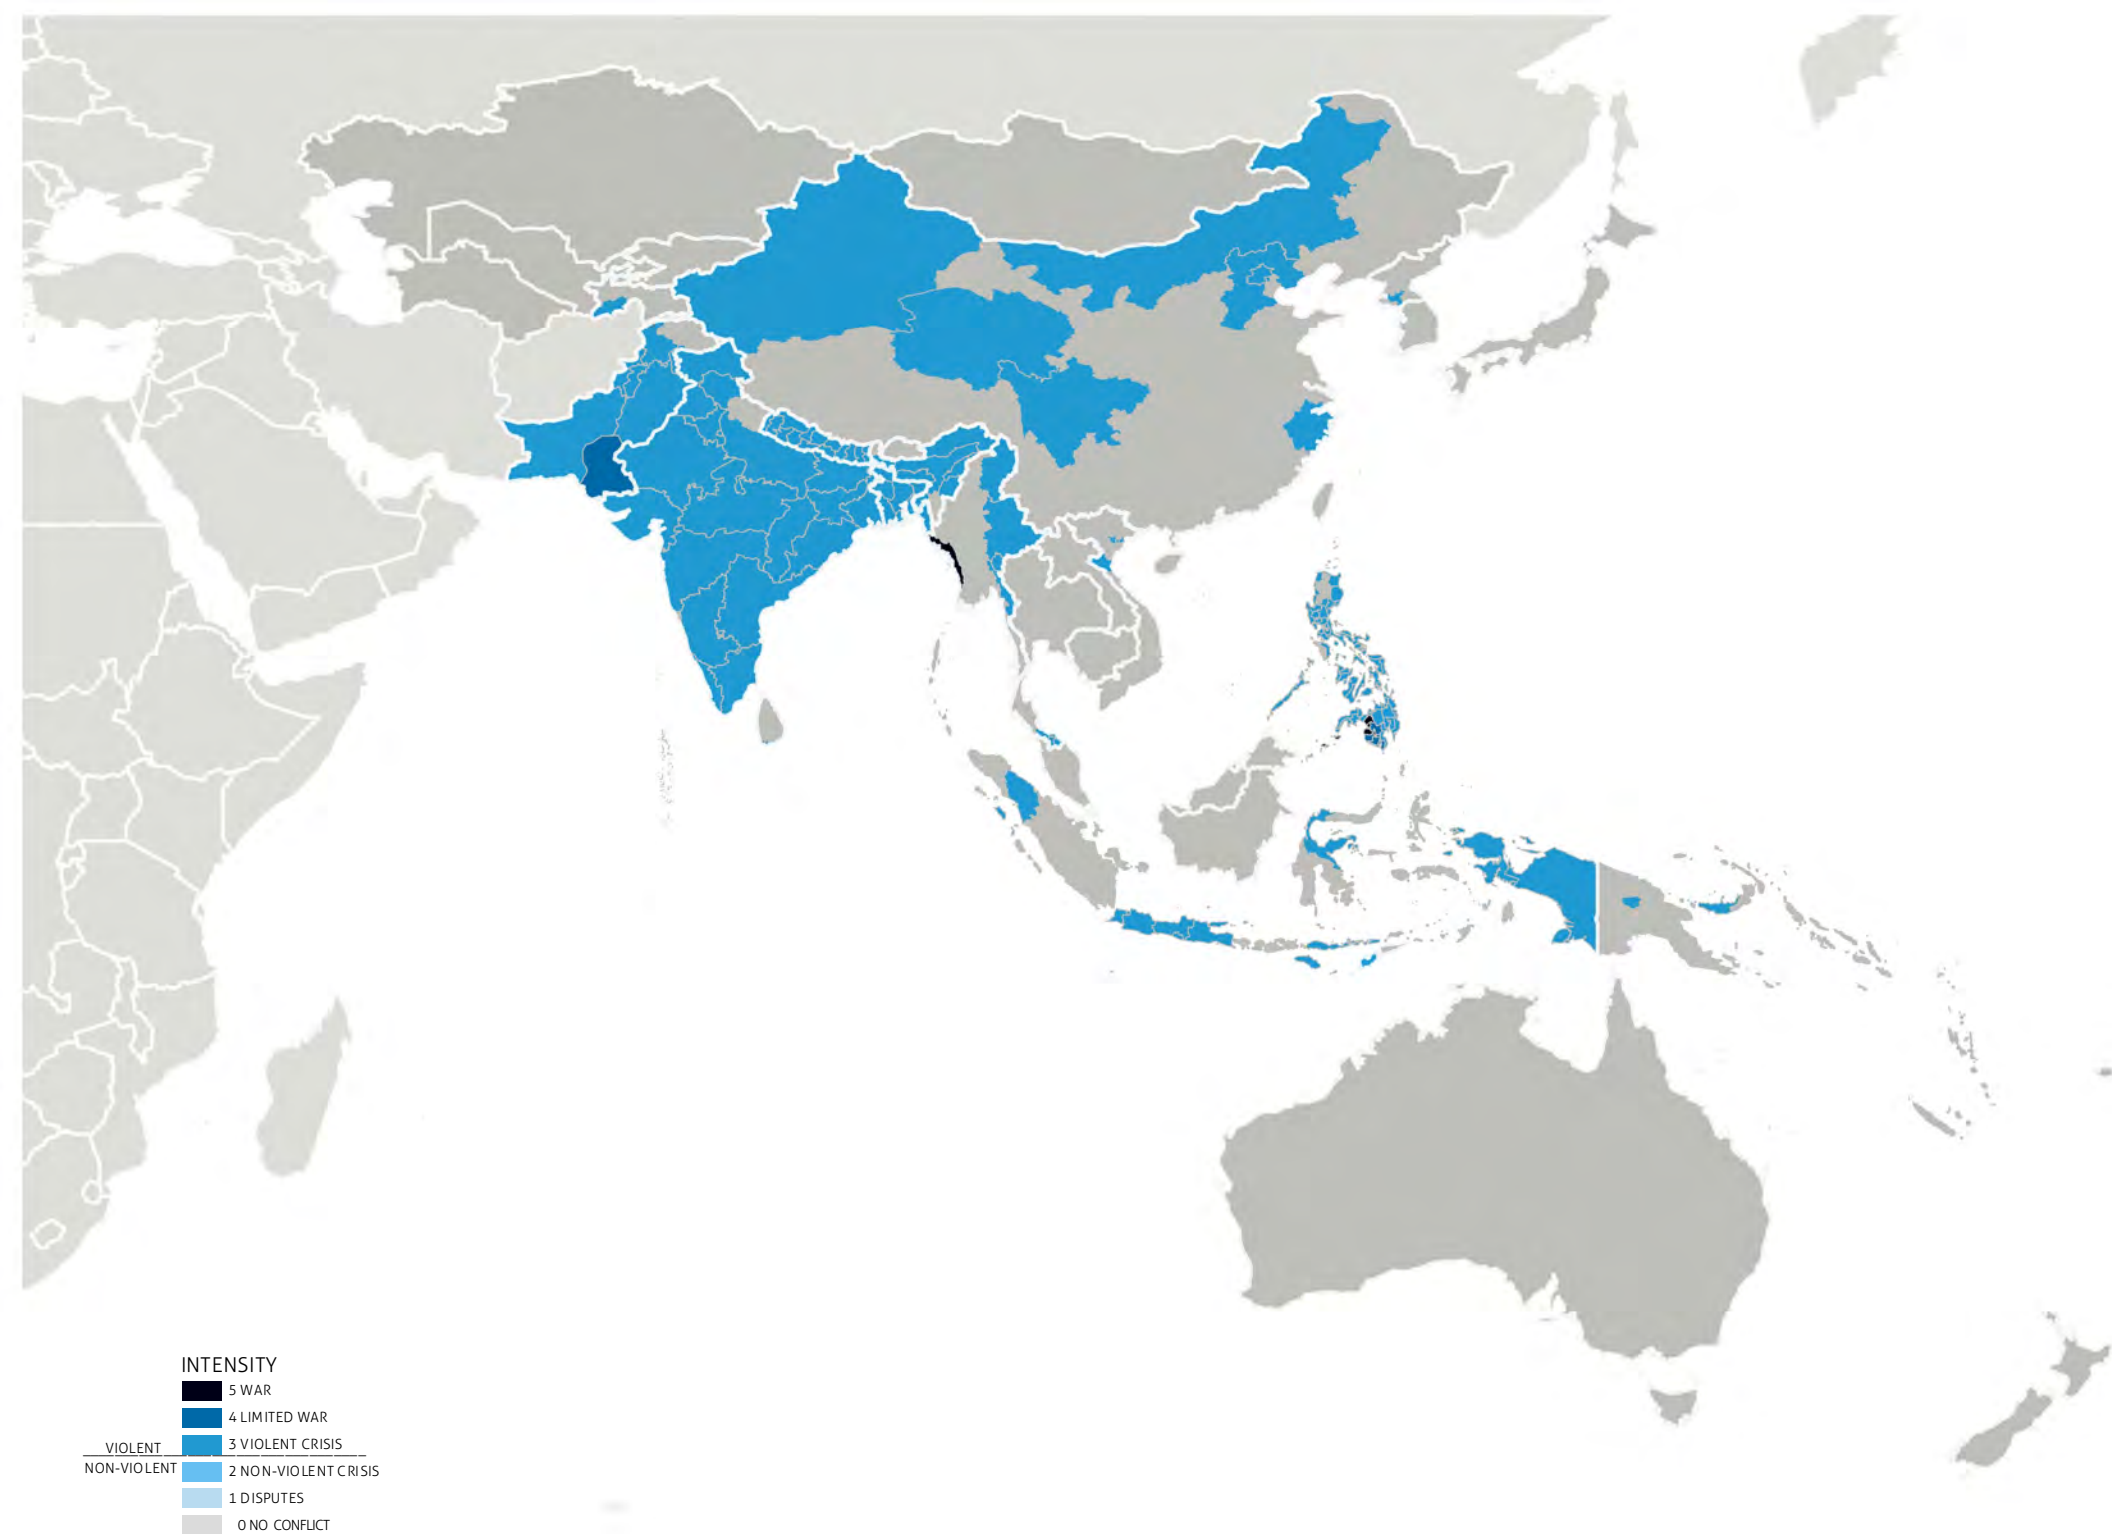 INTENSITY
5 WAR
4 LIMITED WAR
3 VIOLENT CRISIS
VIOLENT
NON-VIOLENT
2 NON-VIOLENT CRISIS
1 DISPUTES
0 NO CONFLICT